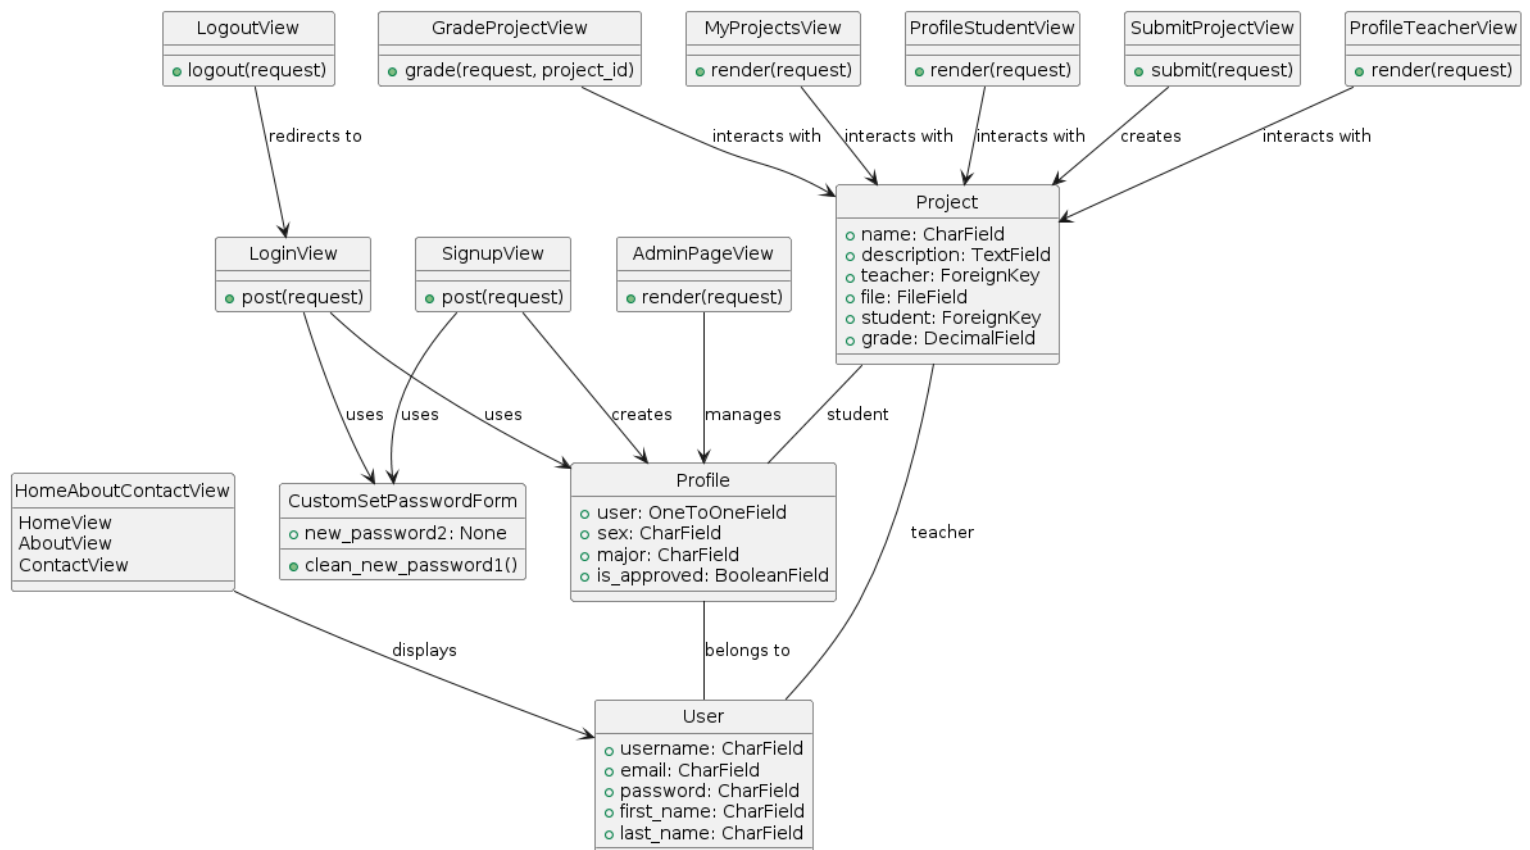 LogoutView
logout(request)
GradeProjectView
grade(request, project_id)
MyProjectsView
render(request)
ProfileStudentView
render(request)
SubmitProjectView
submit(request)
ProfileTeacherView
render(request)
redirects to
interacts with
interacts with
interacts with
creates
interacts with
Project
name: CharField
description: TextField
teacher: ForeignKey
file: FileField
student: ForeignKey
grade: DecimalField
LoginView
post(request)
SignupView
post(request)
AdminPageView
render(request)
uses
uses
uses
creates
manages
student
HomeAboutContactView
HomeView
AboutView
ContactView
CustomSetPasswordForm
new_password2: None
clean_new_password1()
Profile
user: OneToOneField
sex: CharField
major: CharField
is_approved: BooleanField
teacher
displays
belongs to
User
username: CharField
email: CharField
password: CharField
first_name: CharField
last_name: CharField